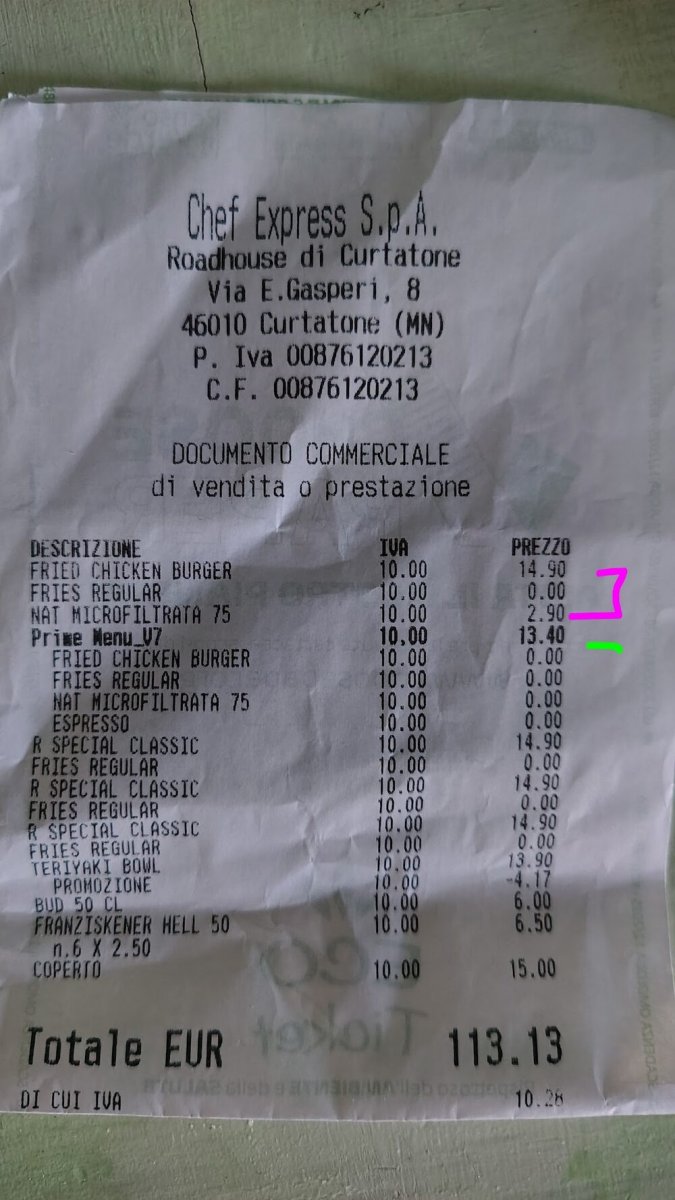 Chef Express S.p.A.
Roadhouse di Curtatone
Via E.Gasperi, 8
46010 Curtatone (MN)
P. Iva 00876120213
C.F. 00876120213
DOCUMENTO COMMERCIALE
di vendita o prestazione
DESCRIZIONE IVA PREZZO
FRIED CHICKEN BURGER 10.00 14.90
FRIES REGULAR 10.00 0.00
NAT MICROFILTRATA 75 10.00 2.90
Prime Menu_V7 10.00 13.40
FRIED CHICKEN BURGER 10.00 0.00
FRIES REGULAR 10.00 0.00
NAT MICROFILTRATA 75 10.00 0.00
ESPRESSO 10.00 0.00
R SPECIAL CLASSIC 10.00 14.90
FRIES REGULAR 10.00 0.00
R SPECIAL CLASSIC 10.00 14.90
FRIES REGULAR 10.00 0.00
R SPECIAL CLASSIC 10.00 14.90
FRIES REGULAR 10.00 0.00
TERIYAKI BOWL 10.00 13.90
PROMOZIONE 10.00 -4.17
BUD 50 CL 10.00 6.00
FRANZISKENER HELL 50 10.00 6.50
n.6 X 2.50
COPERTO 10.00 15.00
Totale EUR 113.13
DI CUI IVA 10.28